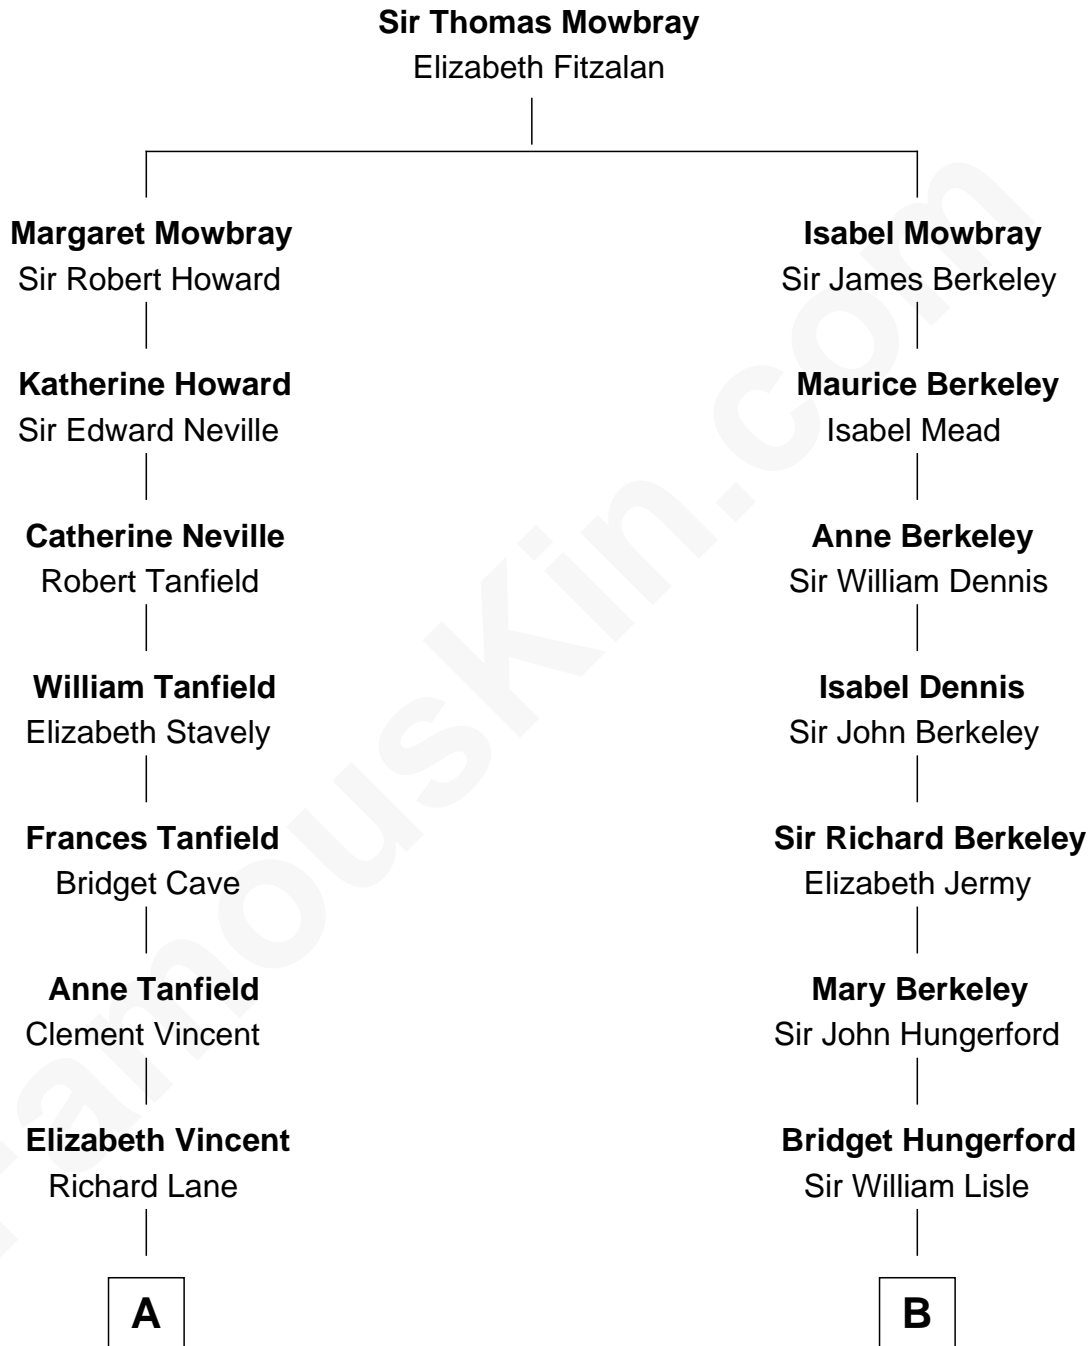 Sir Thomas Mowbray
Elizabeth Fitzalan
Margaret Mowbray
Sir Robert Howard
Katherine Howard
Sir Edward Neville
Catherine Neville
Robert Tanfield
William Tanfield
Elizabeth Stavely
Frances Tanfield
Bridget Cave
Anne Tanfield
Clement Vincent
Elizabeth Vincent
Richard Lane
A
Isabel Mowbray
Sir James Berkeley
Maurice Berkeley
Isabel Mead
Anne Berkeley
Sir William Dennis
Isabel Dennis
Sir John Berkeley
Sir Richard Berkeley
Elizabeth Jermy
Mary Berkeley
Sir John Hungerford
Bridget Hungerford
Sir William Lisle
B
FamousKin.com